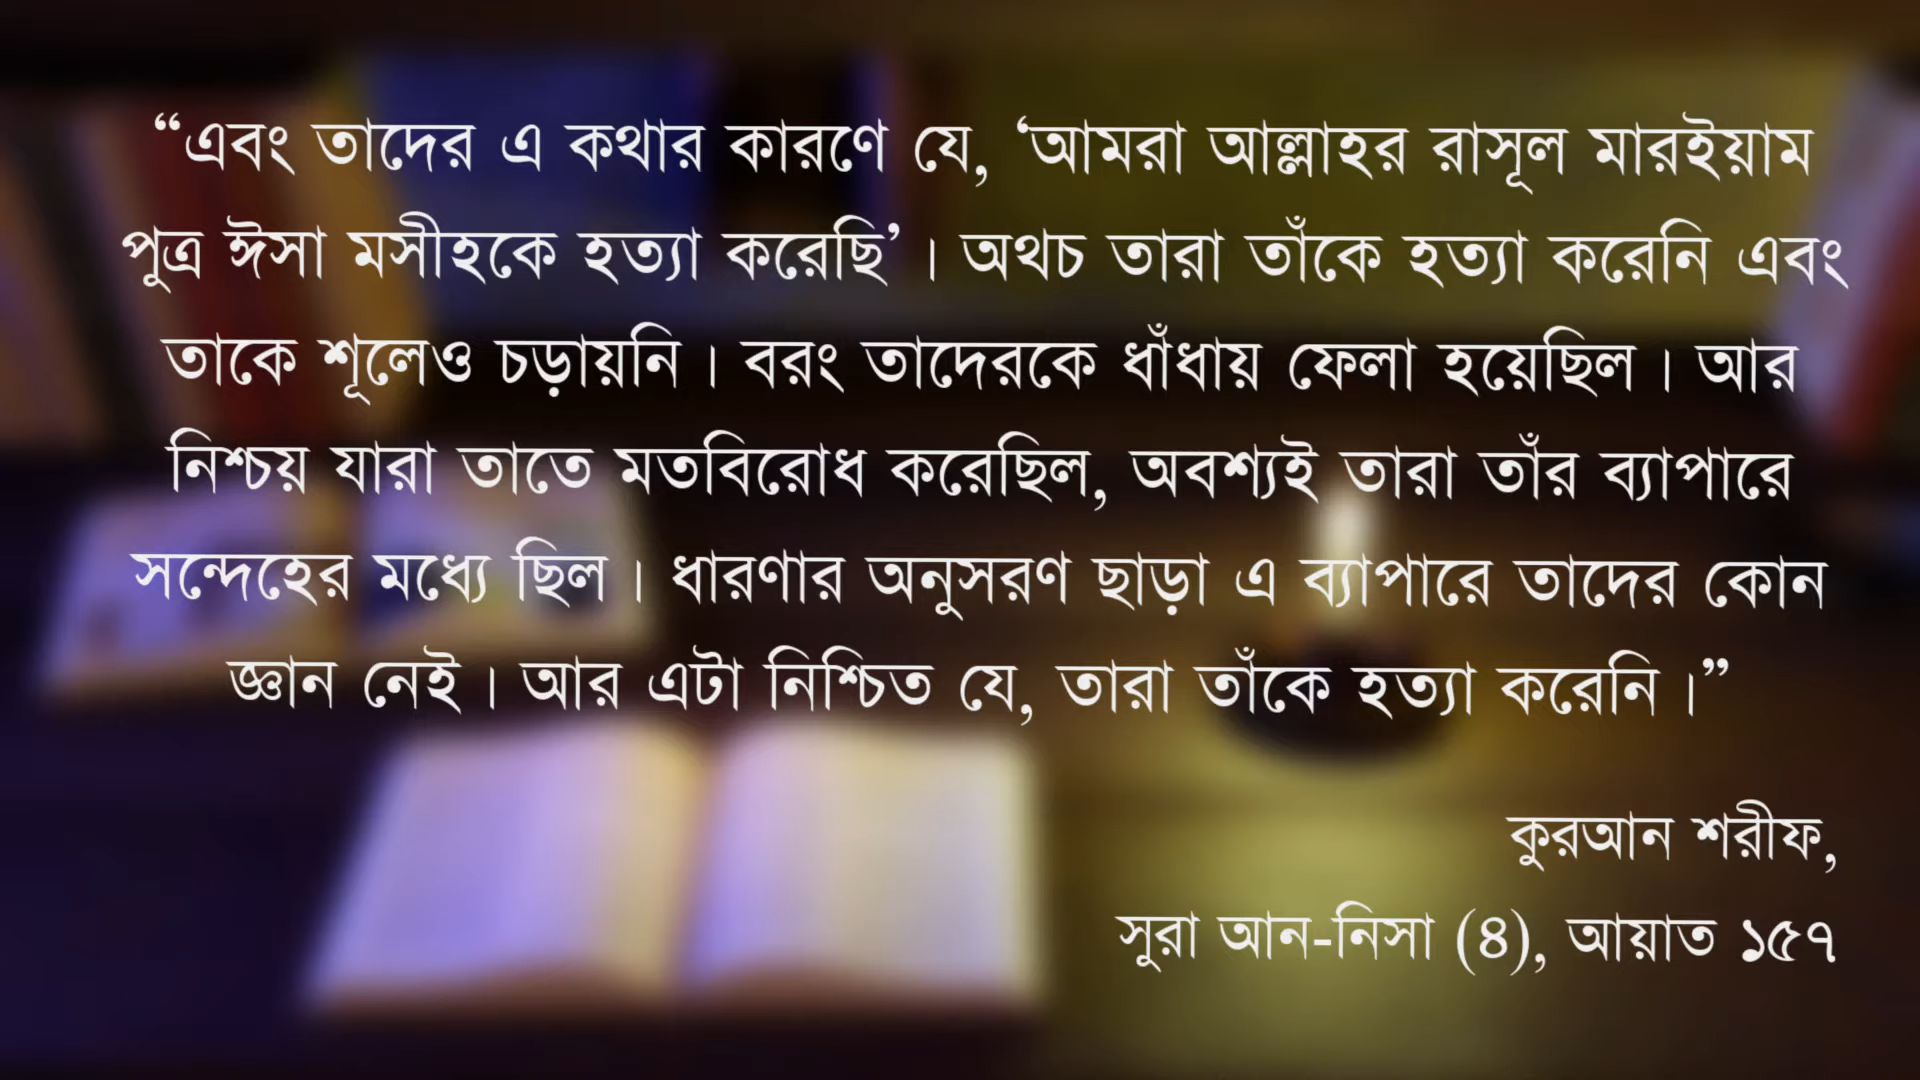 “এবং তাদের এ কথার কারণে যে, ‘আমরা আল্লাহর রাসূল মারইয়াম
পুত্র ঈসা মসীহকে হত্যা করেছি’ । অথচ তারা তাঁকে হত্যা করেনি এবং
তাকে শূলেও চড়ায়নি । বরং তাদেরকে ধাঁধায় ফেলা হয়েছিল । আর
নিশ্চয় যারা তাতে মতবিরোধ করেছিল, অবশ্যই তারা তাঁর ব্যাপারে
সন্দেহের মধ্যে ছিল । ধারণার অনুসরণ ছাড়া এ ব্যাপারে তাদের কোন
জ্ঞান নেই । আর এটা নিশ্চিত যে, তারা তাঁকে হত্যা করেনি ।”
কুরআন শরীফ,
সুরা আন-নিসা (৪), আয়াত ১৫৭